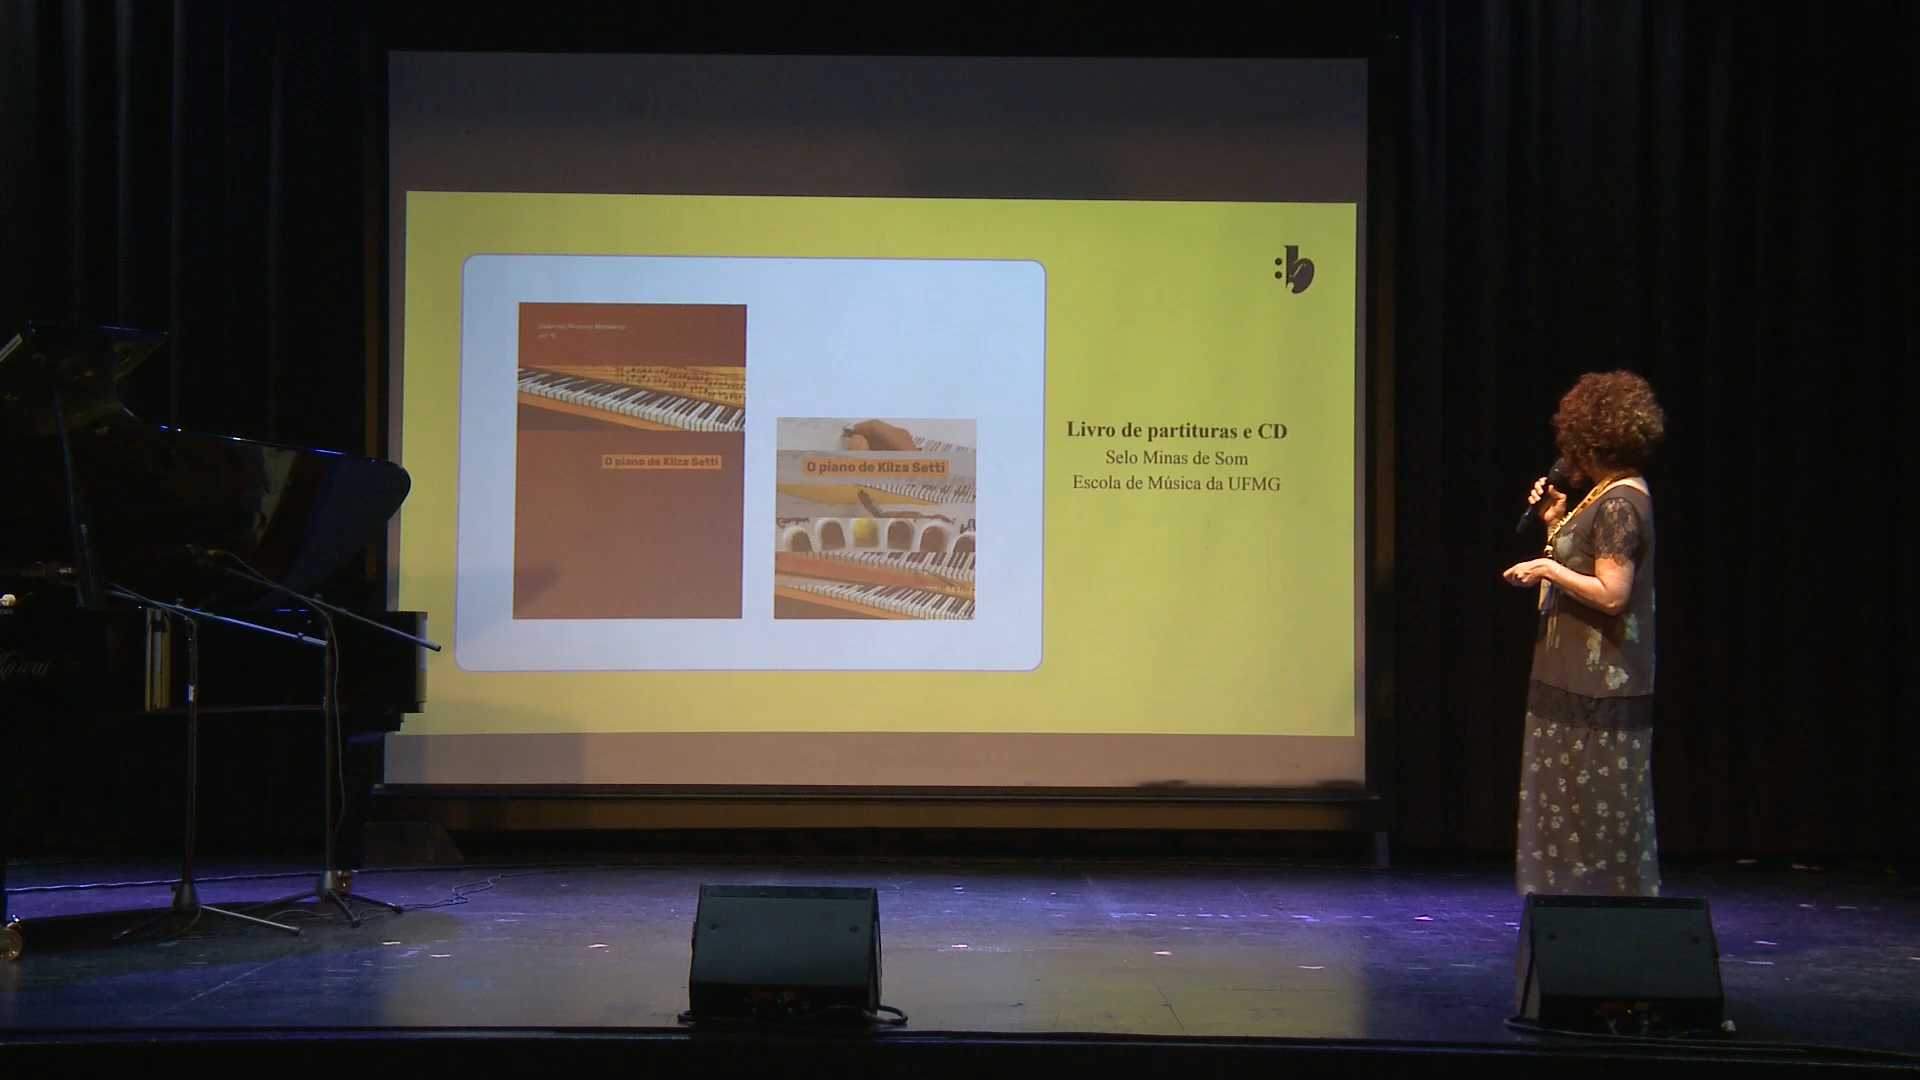 O piano de Kilza Setti
O piano de Kilza Setti
Livro de partituras e CD
Selo Minas de Som
Escola de Música da UFMG